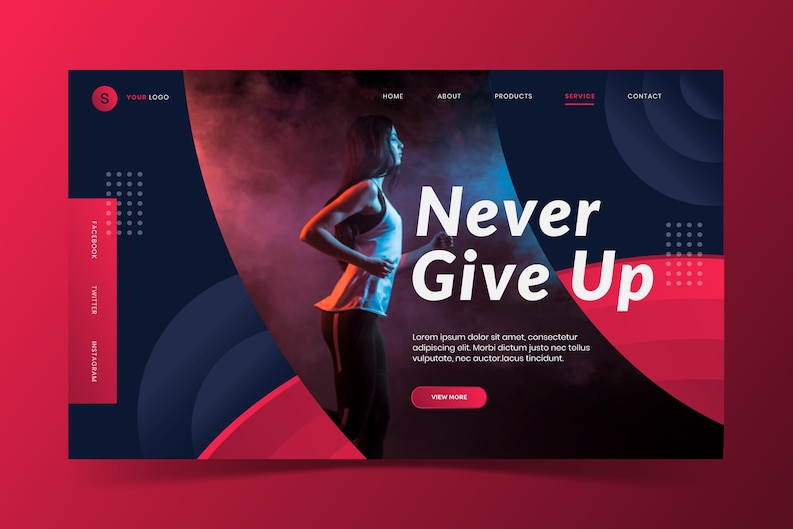 S
YOUR LOGO
HOME
ABOUT
PRODUCTS
SERVICE
CONTACT
FACEBOOK
TWITTER
INSTAGRAM
Never
Give Up
Lorem ipsum dolor sit amet, consectetur
adipiscing elit. Morbi dictum justo nec tellus
vulputate, nec auctor.lacus tincidunt.
VIEW MORE